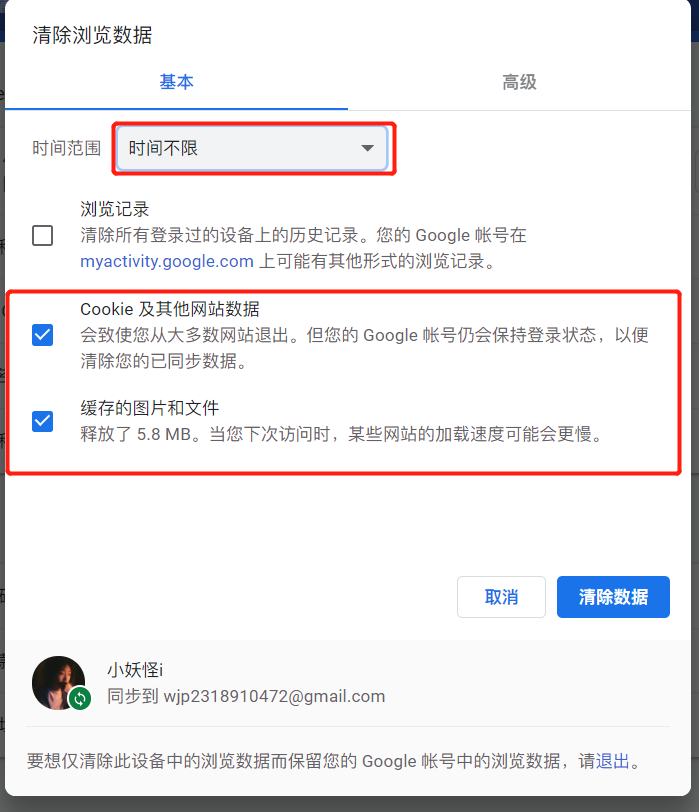 清除浏览数据
基本
高级
时间范围
时间不限
浏览记录
清除所有登录过的设备上的历史记录。您的 Google 帐号在
myactivity.google.com 上可能有其他形式的浏览记录。
Cookie 及其他网站数据
会致使您从大多数网站退出。但您的 Google 帐号仍会保持登录状态，以便
清除您的已同步数据。
缓存的图片和文件
释放了 5.8 MB。当您下次访问时，某些网站的加载速度可能会更慢。
取消
清除数据
小妖怪i
同步到 wjp2318910472@gmail.com
要想仅清除此设备中的浏览数据而保留您的 Google 帐号中的浏览数据，请退出。